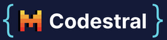 { Codestral }